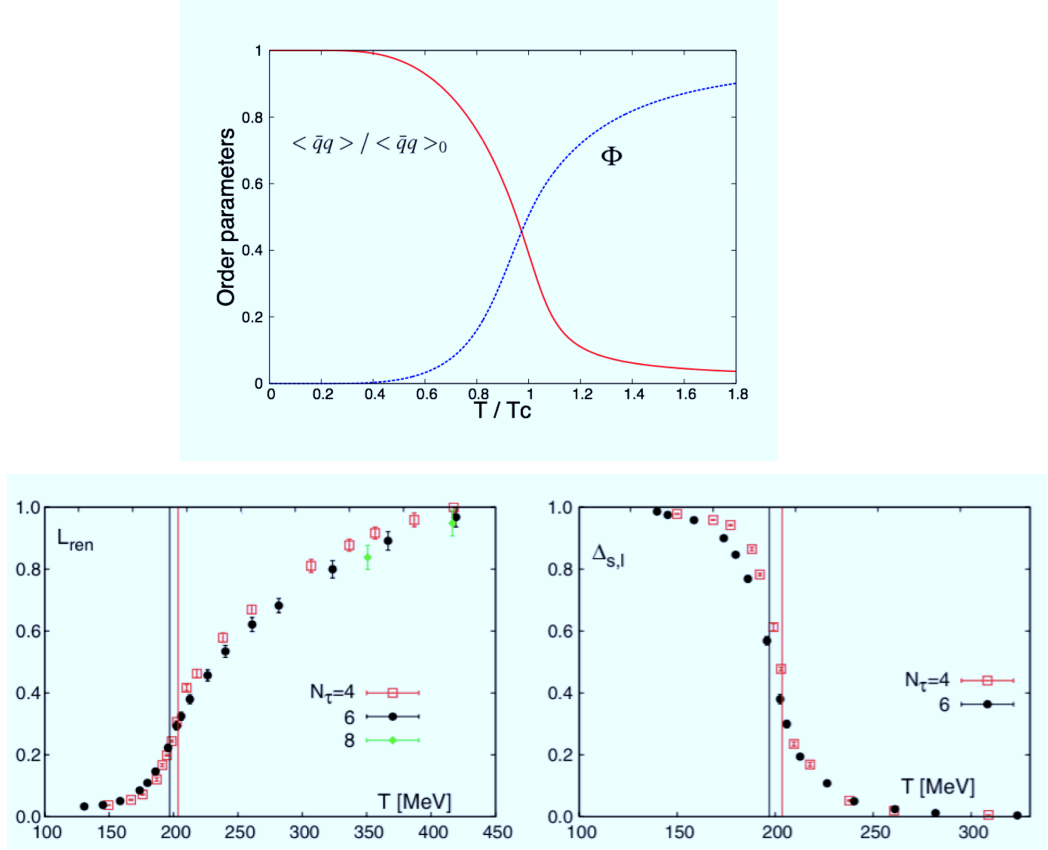 1
0.8
0.6
0.4
0.2
0
Order parameters
< q̄q > / < q̄q >₀
Φ
0 0.2 0.4 0.6 0.8 1 1.2 1.4 1.6 1.8
T / Tc
1.0
0.8
0.6
0.4
0.2
0.0
L_ren
N_τ=4
6
8
T [MeV]
100 150 200 250 300 350 400 450
1.0
0.8
0.6
0.4
0.2
0.0
Δ_s,l
N_τ=4
6
T [MeV]
100 150 200 250 300